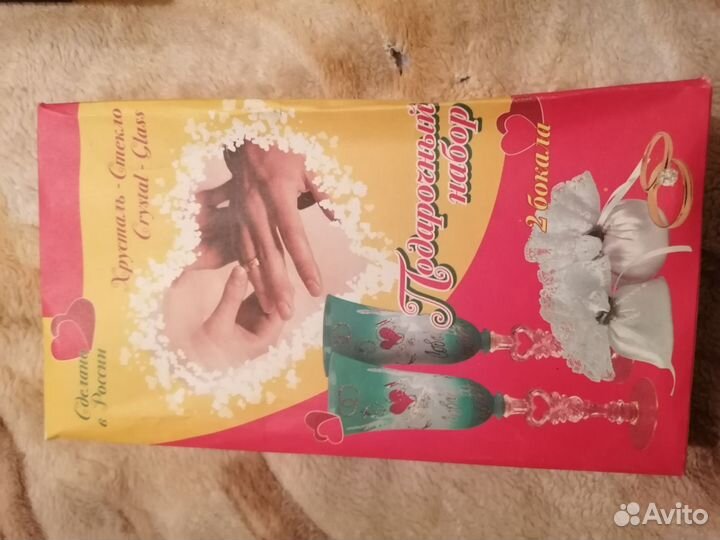 Сделано
в России
Хрусталь - Стекло
Crystal - Glass
Подарочный
набор
2 бокала
Avito